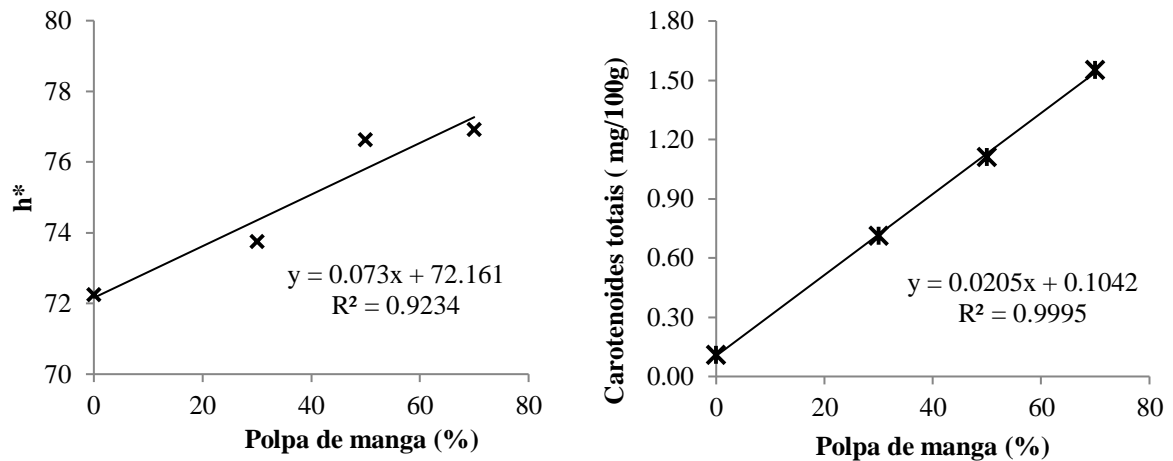 80
78
76
74
72
70
h*
y = 0.073x + 72.161
R² = 0.9234
0
20
40
60
80
Polpa de manga (%)
1.80
1.50
1.20
0.90
0.60
0.30
0.00
Carotenoides totais ( mg/100g)
y = 0.0205x + 0.1042
R² = 0.9995
0
20
40
60
80
Polpa de manga (%)